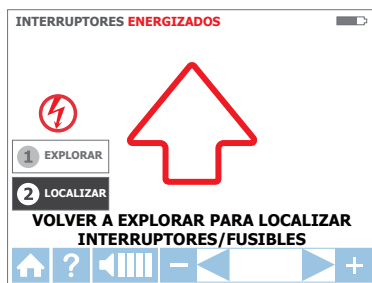 INTERRUPTORES ENERGIZADOS
1 EXPLORAR
2 LOCALIZAR
VOLVER A EXPLORAR PARA LOCALIZAR
INTERRUPTORES/FUSIBLES
? − +